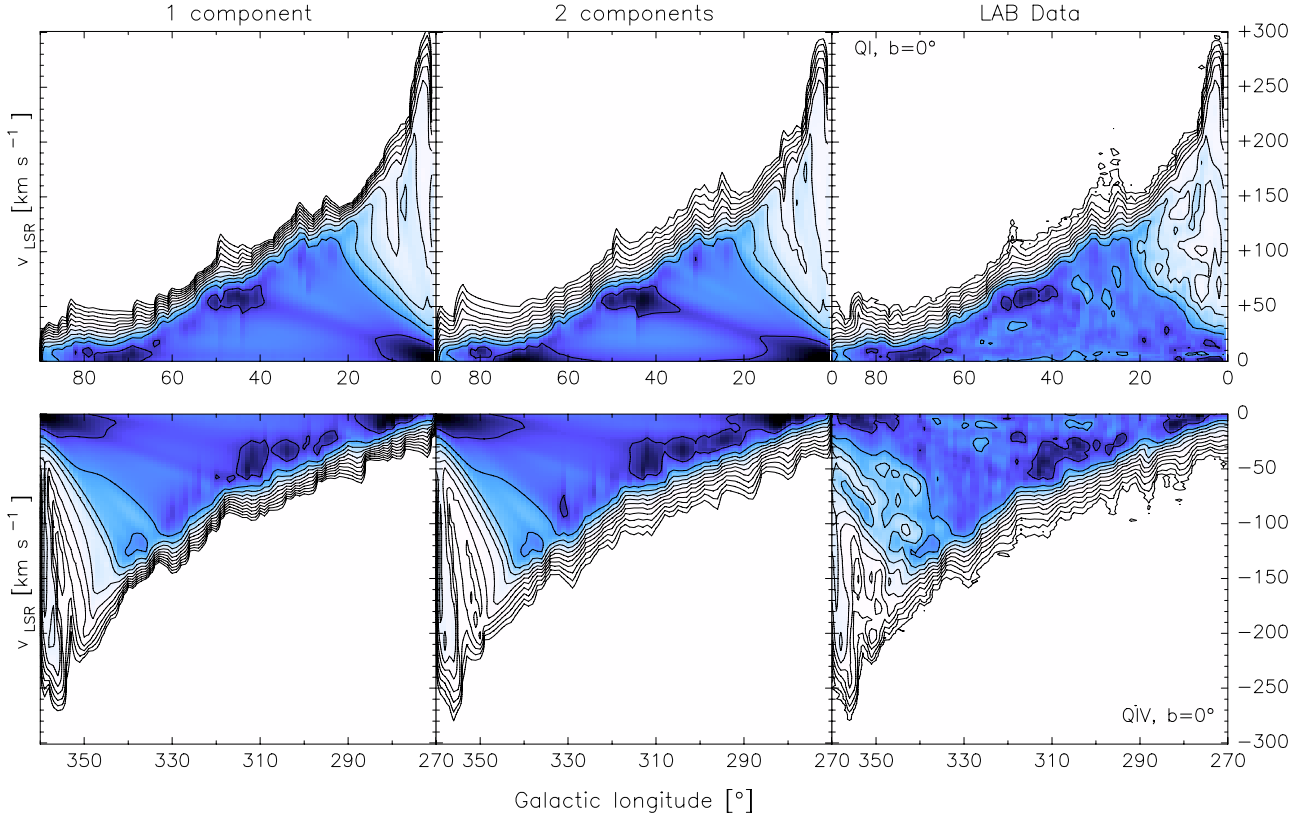 1 component 2 components LAB Data
QI, b=0°
v LSR [km s −1 ]
+300
+250
+200
+150
+100
+50
0
80 60 40 20 0 80 60 40 20 0 80 60 40 20 0
v LSR [km s −1 ]
0
−50
−100
−150
−200
−250
−300
QIV, b=0°
350 330 310 290 270 350 330 310 290 270 350 330 310 290 270
Galactic longitude [°]